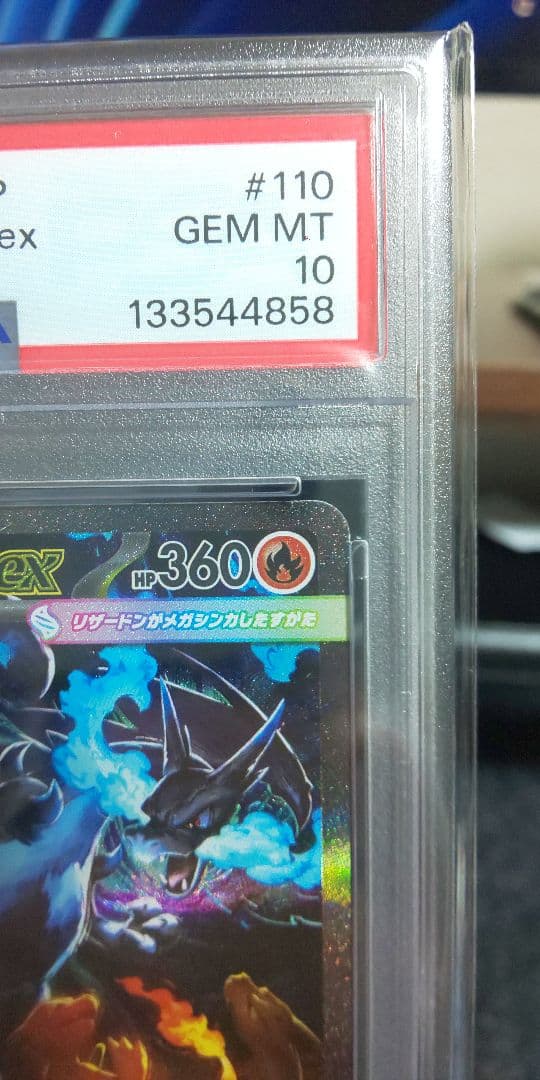 #110
ex GEM MT
10
133544858
A
ex HP360
リザードンがメガシンカしたすがた